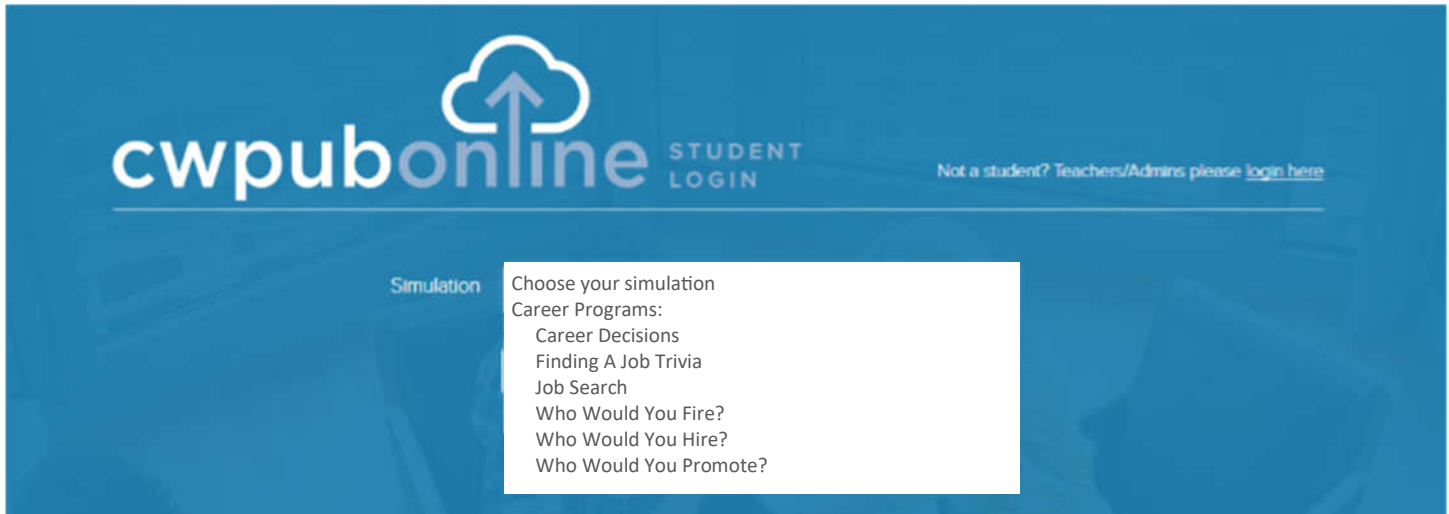 cwpubonline STUDENT LOGIN
Not a student? Teachers/Admins please login here
Simulation
Choose your simulation
Career Programs:
Career Decisions
Finding A Job Trivia
Job Search
Who Would You Fire?
Who Would You Hire?
Who Would You Promote?